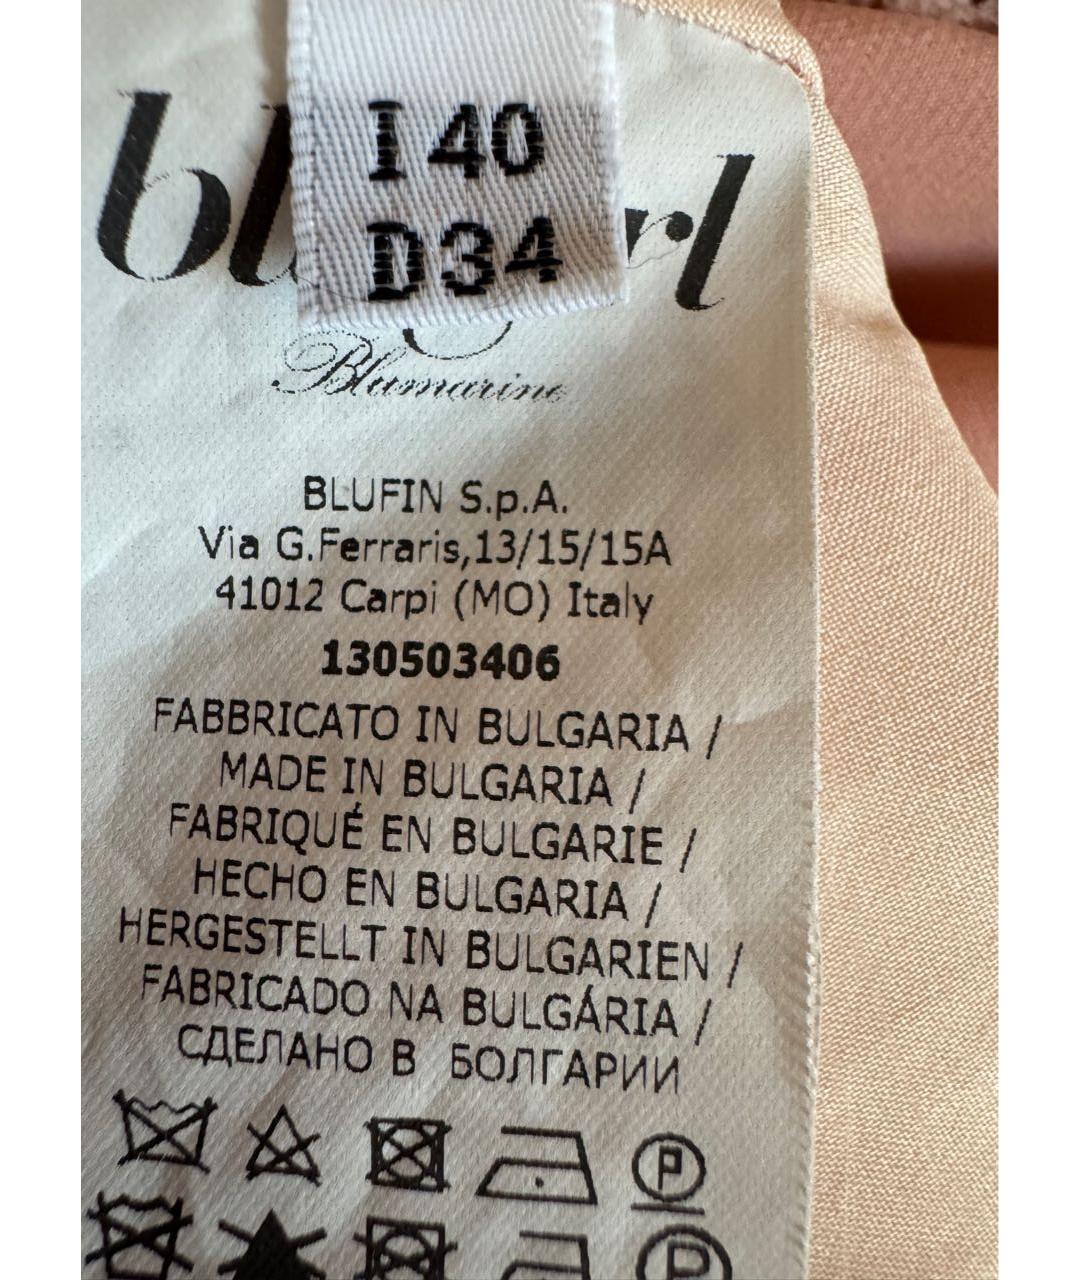 I 40
D34
Blumarine
BLUFIN S.p.A.
Via G.Ferraris,13/15/15A
41012 Carpi (MO) Italy
130503406
FABBRICATO IN BULGARIA /
MADE IN BULGARIA /
FABRIQUÉ EN BULGARIE /
HECHO EN BULGARIA /
HERGESTELLT IN BULGARIEN /
FABRICADO NA BULGÁRIA /
СДЕЛАНО В БОЛГАРИИ
P
P